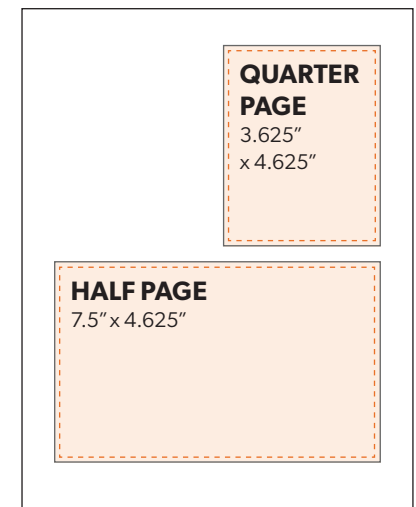 QUARTER
PAGE
3.625”
x 4.625”
HALF PAGE
7.5” x 4.625”